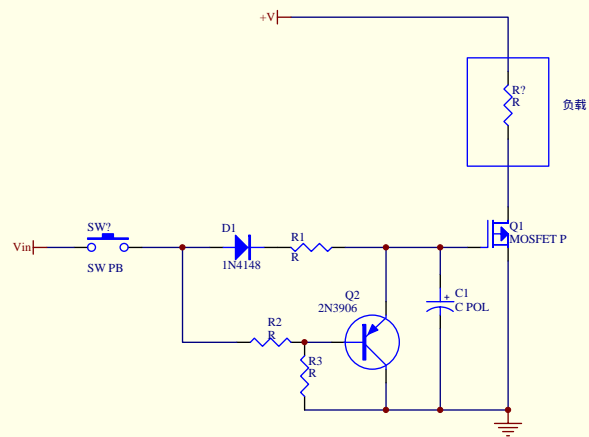 +V
R?
R
负载
SW?
Vin
SW PB
D1
1N4148
R1
R
Q1
MOSFET P
Q2
2N3906
+
C1
C POL
R2
R
R3
R